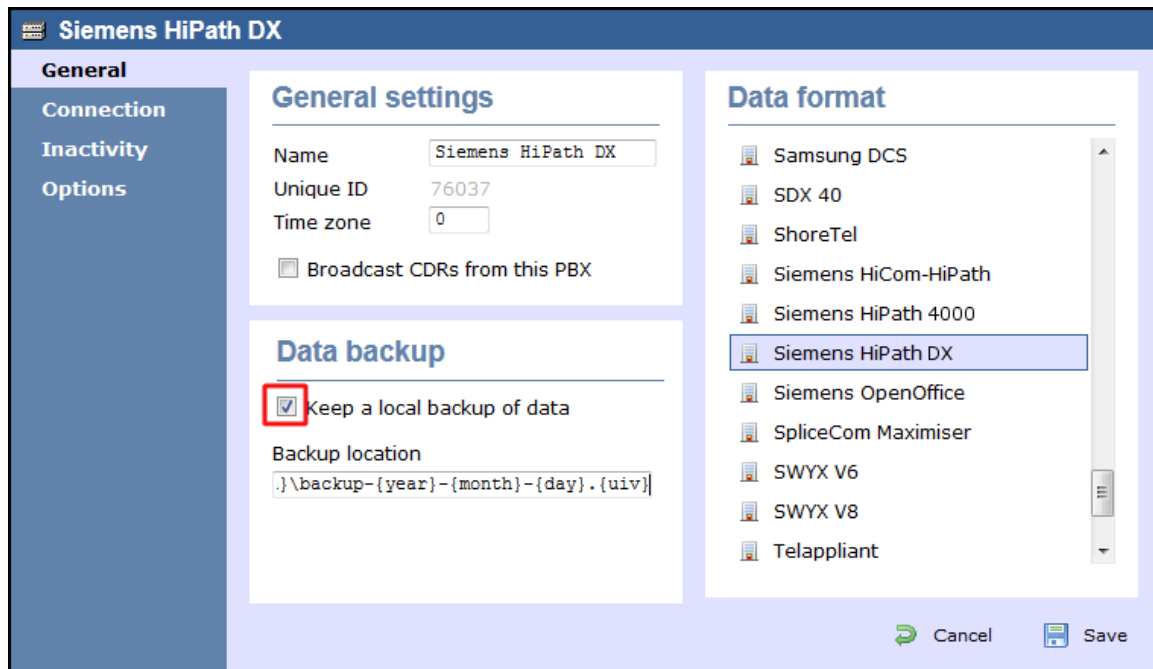 Siemens HiPath DX
General
Connection
Inactivity
Options
General settings
Name Siemens HiPath DX
Unique ID 76037
Time zone 0
Broadcast CDRs from this PBX
Data backup
Keep a local backup of data
Backup location
.}\backup-{year}-{month}-{day}.{uiv}
Data format
Samsung DCS
SDX 40
ShoreTel
Siemens HiCom-HiPath
Siemens HiPath 4000
Siemens HiPath DX
Siemens OpenOffice
SpliceCom Maximiser
SWYX V6
SWYX V8
Telappliant
Cancel Save